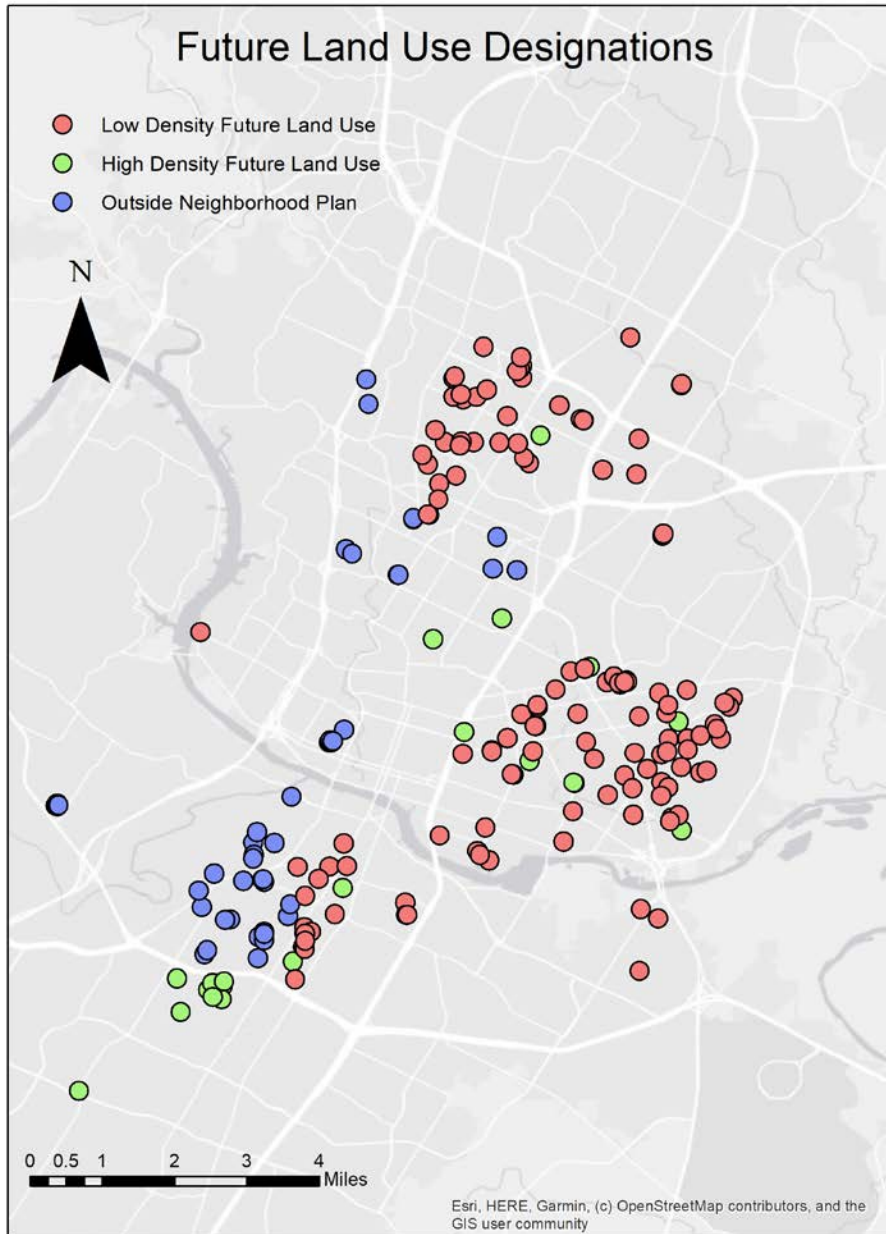 Future Land Use Designations
Low Density Future Land Use
High Density Future Land Use
Outside Neighborhood Plan
N
0 0.5 1 2 3 4
Miles
Esri, HERE, Garmin, (c) OpenStreetMap contributors, and the
GIS user community